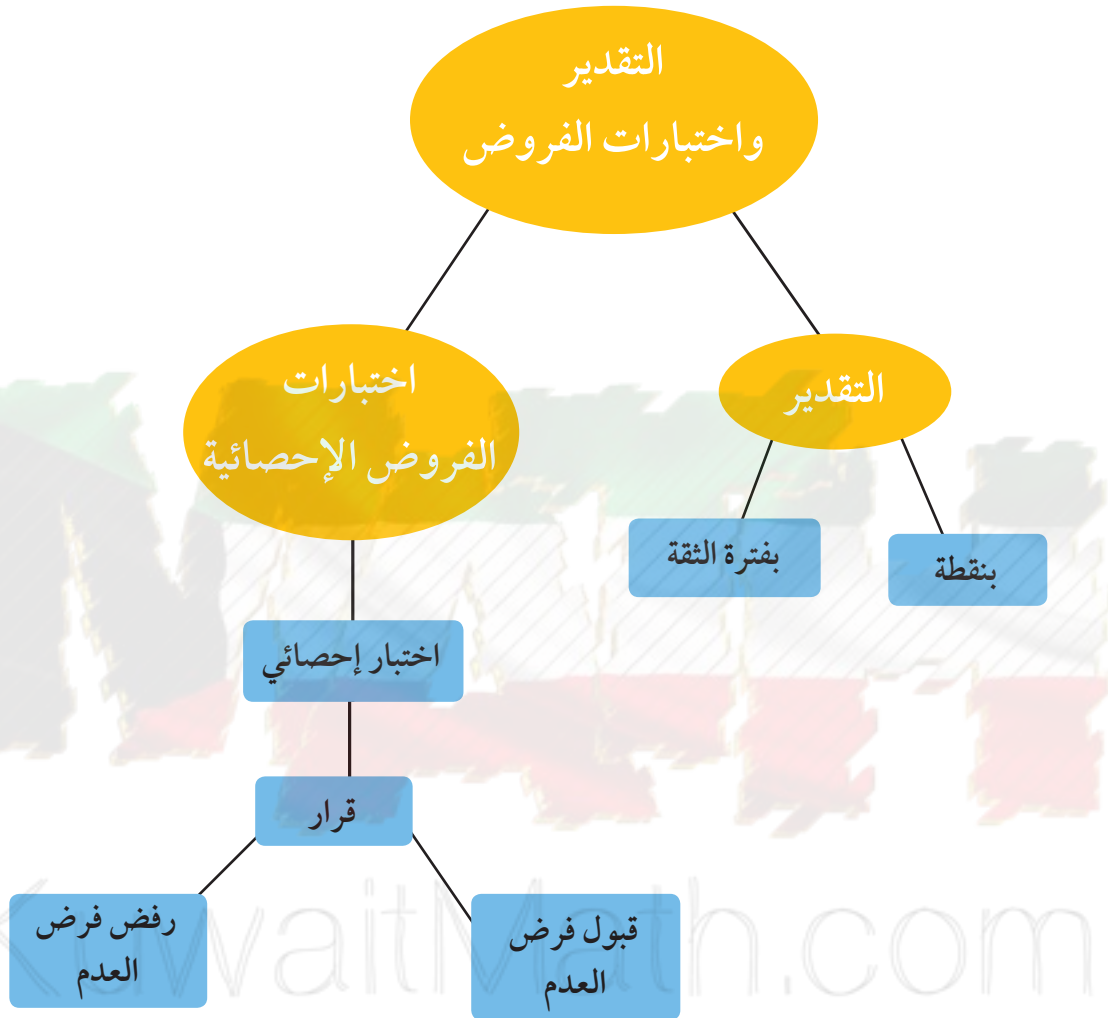 التقدير
واختبارات الفروض
التقدير
اختبارات
الفروض الإحصائية
بنقطة
بفترة الثقة
اختبار إحصائي
قرار
قبول فرض
العدم
رفض فرض
العدم
KuwaitMath.com